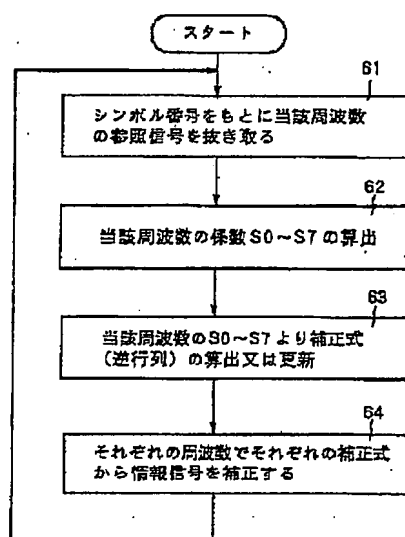 スタート
61
シンボル番号をもとに当該周波数
の参照信号を抜き取る
62
当該周波数の係数S0～S7の算出
63
当該周波数のS0～S7より補正式
(逆行列)の算出又は更新
64
それぞれの周波数でそれぞれの補正式
から情報信号を補正する